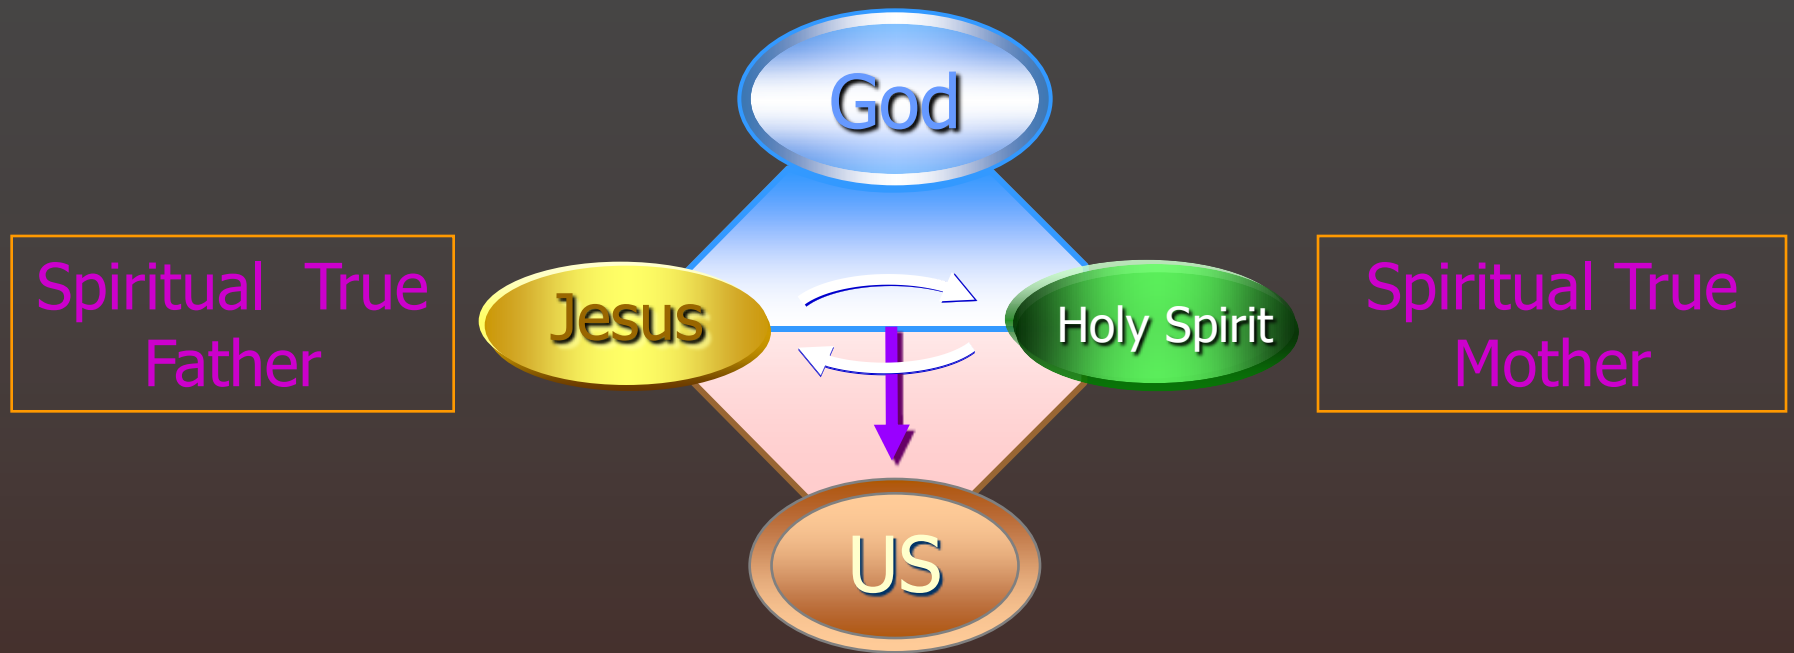 God
Spiritual True
Father
Jesus
Holy Spirit
Spiritual True
Mother
US